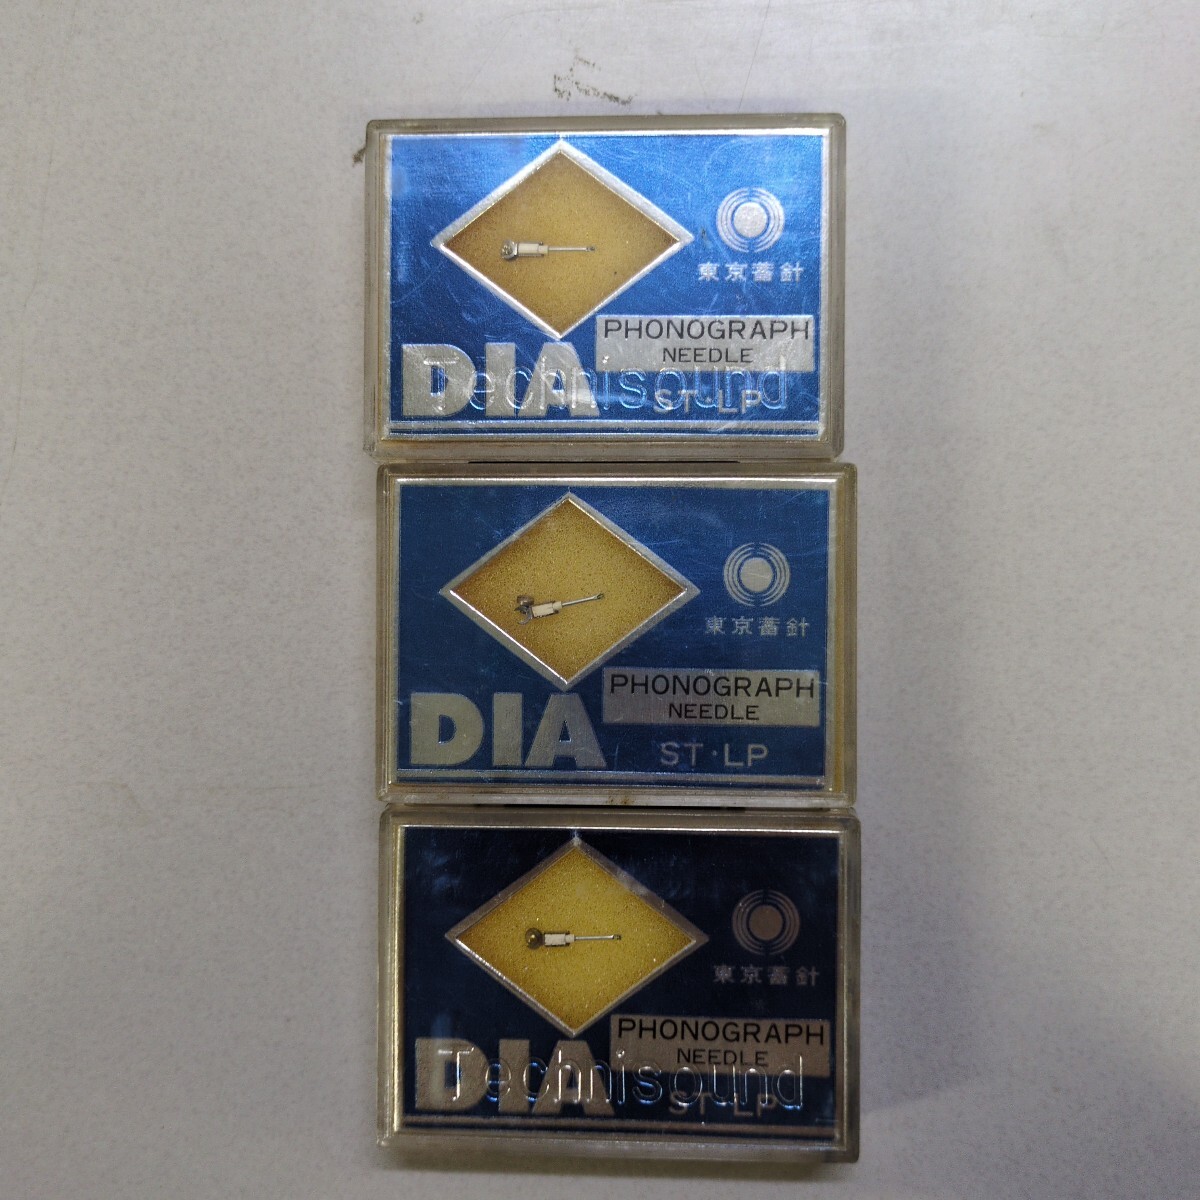 東京蓄針
PHONOGRAPH
NEEDLE
DIA
Technisound
ST・LP
東京蓄針
PHONOGRAPH
NEEDLE
DIA
ST・LP
東京蓄針
PHONOGRAPH
NEEDLE
DIA
Technisound
ST・LP